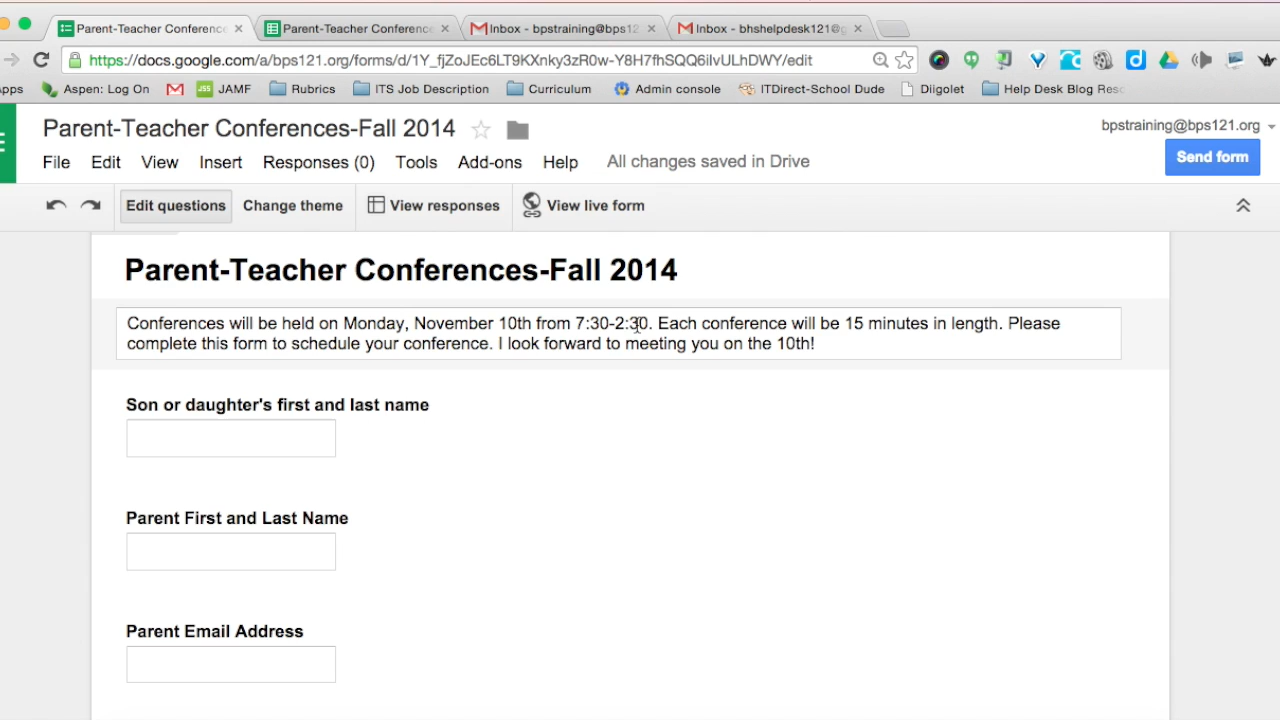 Parent-Teacher Conference
Parent-Teacher Conference
Inbox - bpstraining@bps12
Inbox - bhshelpdesk121@g
https://docs.google.com/a/bps121.org/forms/d/1Y_fjZoJEc6LT9KXnky3zR0w-Y8H7fhSQQ6iIvULhDWY/edit
Apps
Aspen: Log On
JSS
JAMF
Rubrics
ITS Job Description
Curriculum
Admin console
ITDirect-School Dude
Diigolet
Help Desk Blog Reso
Parent-Teacher Conferences-Fall 2014
bpstraining@bps121.org
File Edit View Insert Responses (0) Tools Add-ons Help All changes saved in Drive
Send form
Edit questions Change theme View responses View live form
Parent-Teacher Conferences-Fall 2014
Conferences will be held on Monday, November 10th from 7:30-2:30. Each conference will be 15 minutes in length. Please
complete this form to schedule your conference. I look forward to meeting you on the 10th!
Son or daughter's first and last name
Parent First and Last Name
Parent Email Address